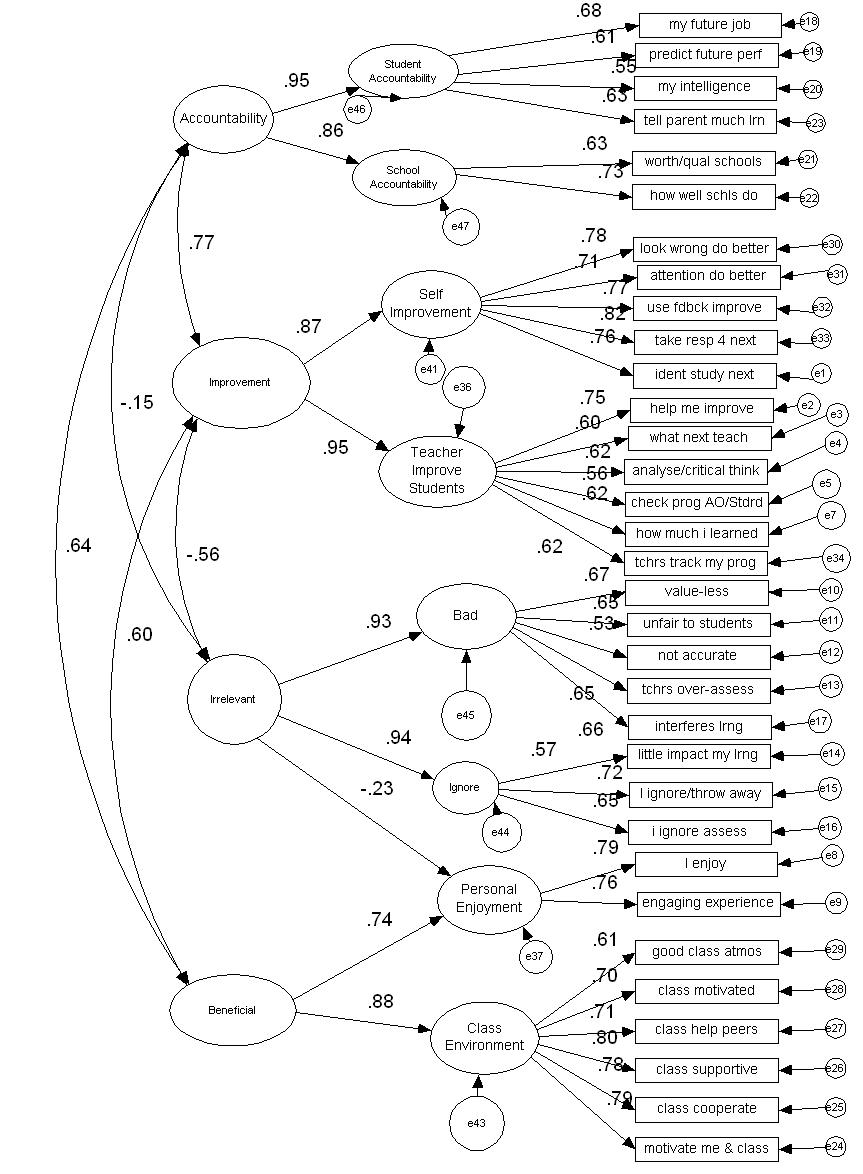 .68
my future job
e18
.61
predict future perf
e19
Student
Accountability
.55
my intelligence
e20
.95
e46
.63
tell parent much lrn
e23
Accountability
.86
.63
worth/qual schools
e21
School
Accountability
.73
how well schls do
e22
e47
.77
.78
look wrong do better
e30
.71
attention do better
e31
Self
Improvement
.77
use fdbck improve
e32
.82
take resp 4 next
e33
.87
.76
ident study next
e1
e41
e36
Improvement
-.15
.75
help me improve
e2
.60
what next teach
e3
.95
Teacher
Improve
Students
.62
analyse/critical think
e4
.56
check prog AO/Stdrd
e5
.62
how much i learned
e7
.62
tchrs track my prog
e34
.64
-.56
.67
value-less
e10
.60
.93
Bad
.65
unfair to students
e11
.53
not accurate
e12
tchrs over-assess
e13
.65
interferes lrng
e17
e45
Irrelevant
.66
.94
.57
little impact my lrng
e14
-.23
Ignore
.72
I ignore/throw away
e15
.65
i ignore assess
e16
e44
.79
I enjoy
e8
Personal
Enjoyment
.76
engaging experience
e9
.74
e37
.61
good class atmos
e29
.70
class motivated
e28
Beneficial
.88
Class
Environment
.71
class help peers
e27
.80
class supportive
e26
.78
class cooperate
e25
.79
motivate me & class
e24
e43